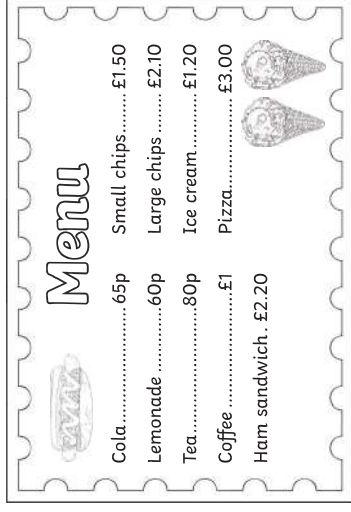 Menu
Cola........................65p
Lemonade ...............60p
Tea...........................80p
Coffee .....................£1
Ham sandwich. £2.20
Small chips........ £1.50
Large chips ........ £2.10
Ice cream........... £1.20
Pizza................... £3.00